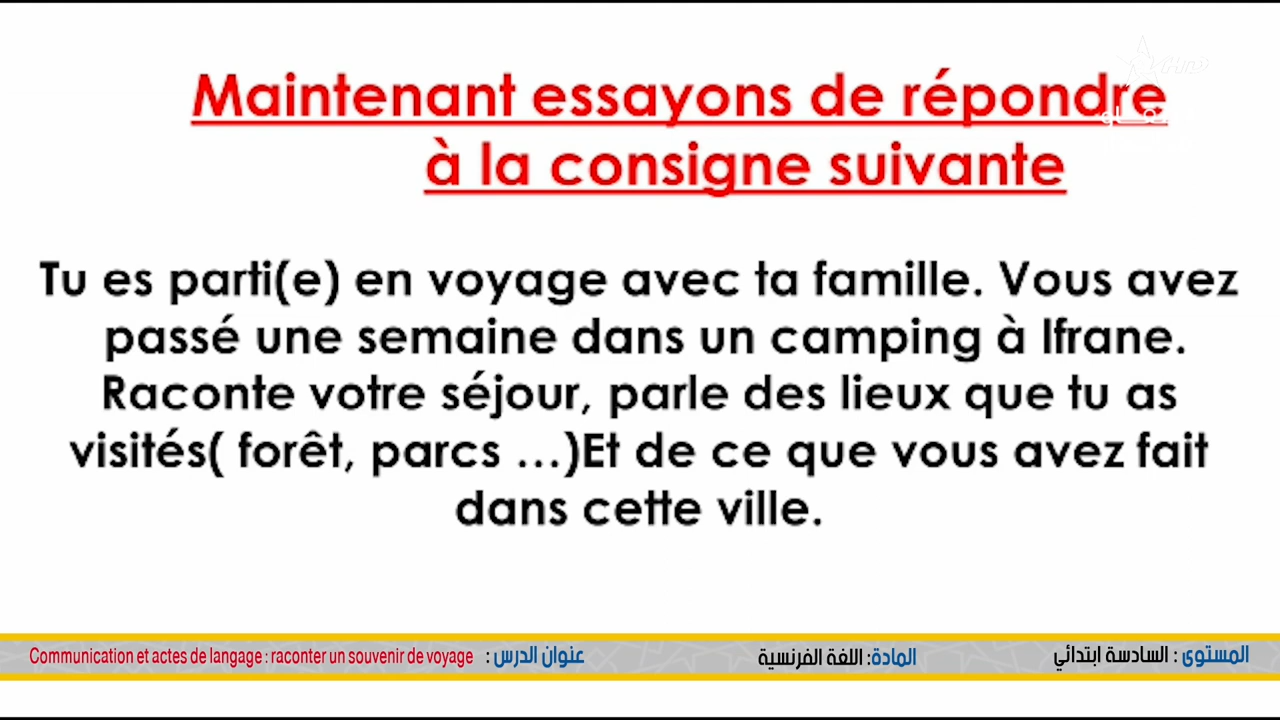 Maintenant essayons de répondre
à la consigne suivante
Tu es parti(e) en voyage avec ta famille. Vous avez
passé une semaine dans un camping à Ifrane.
Raconte votre séjour, parle des lieux que tu as
visités( forêt, parcs ...)Et de ce que vous avez fait
dans cette ville.
المستوى : السادسة ابتدائي
المادة: اللغة الفرنسية
عنوان الدرس : Communication et actes de langage : raconter un souvenir de voyage